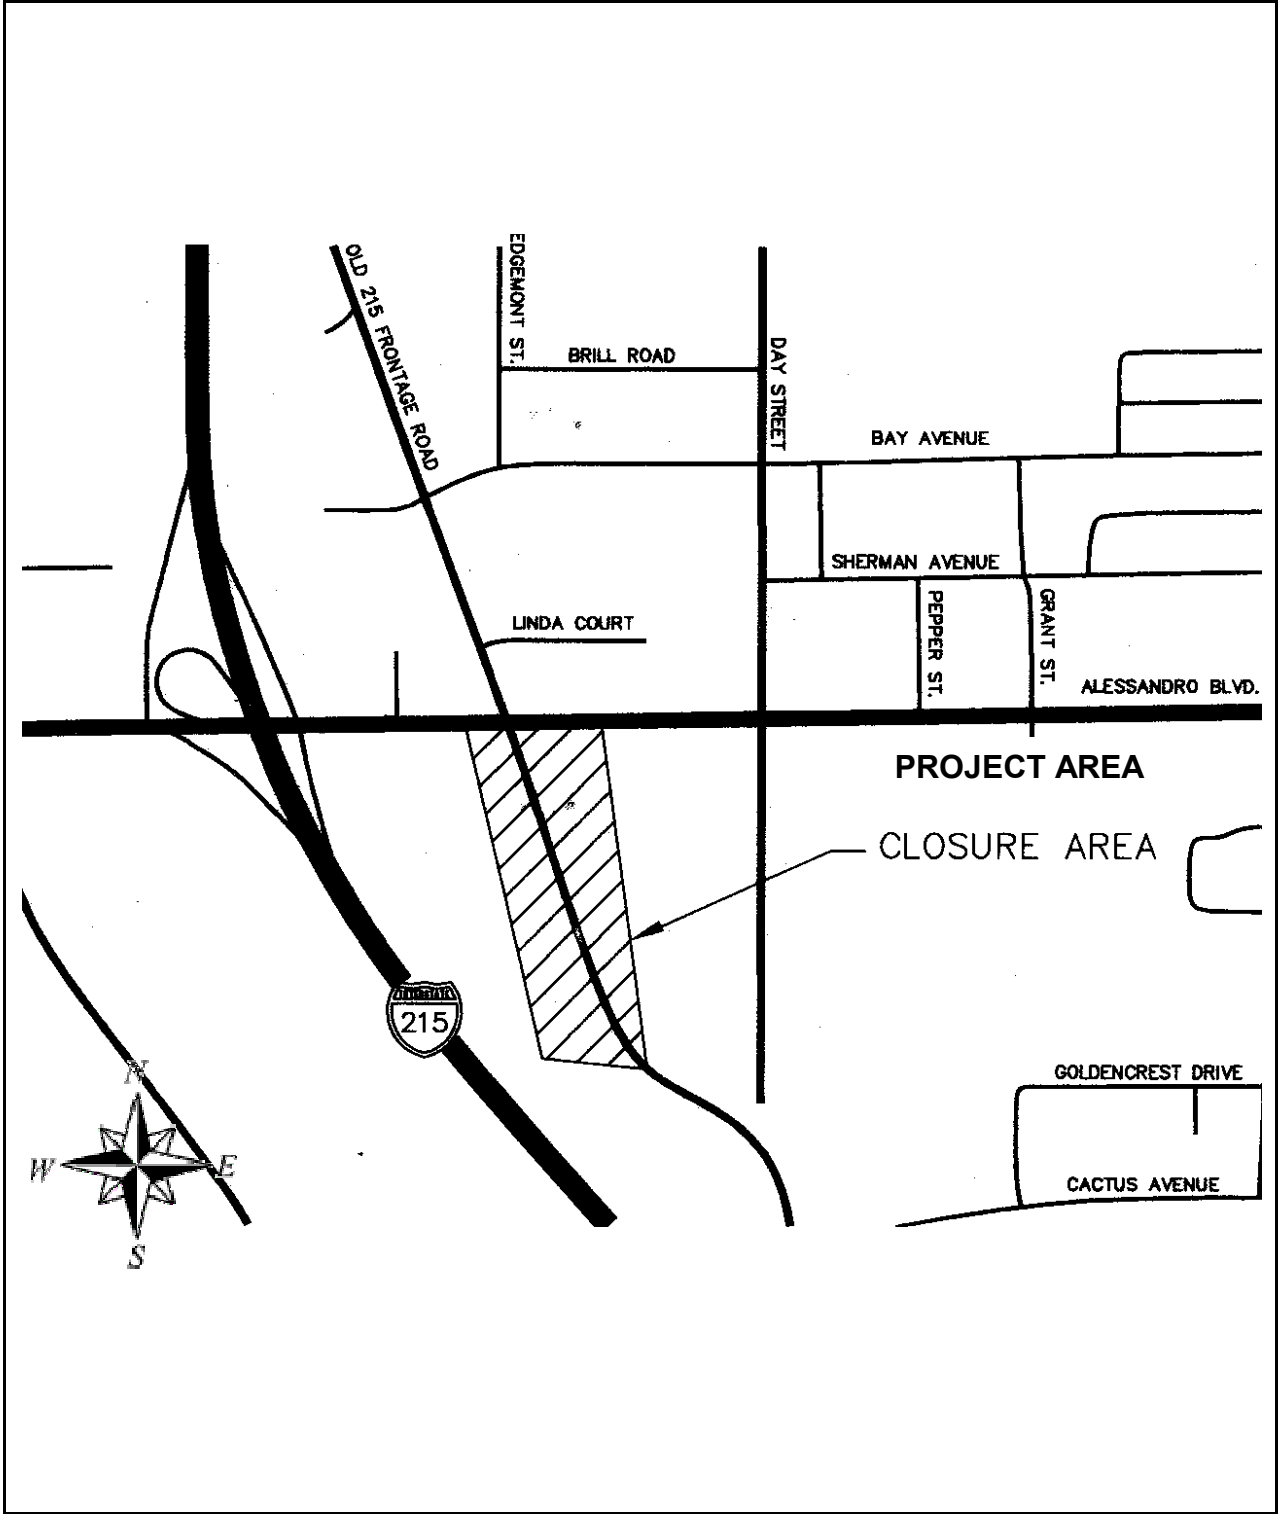 EDGEMONT ST.
OLD 215 FRONTAGE ROAD
BRILL ROAD
DAY STREET
BAY AVENUE
SHERMAN AVENUE
PEPPER ST.
GRANT ST.
LINDA COURT
ALESSANDRO BLVD.
PROJECT AREA
CLOSURE AREA
INTERSTATE
215
GOLDENCREST DRIVE
CACTUS AVENUE
N
W
E
S